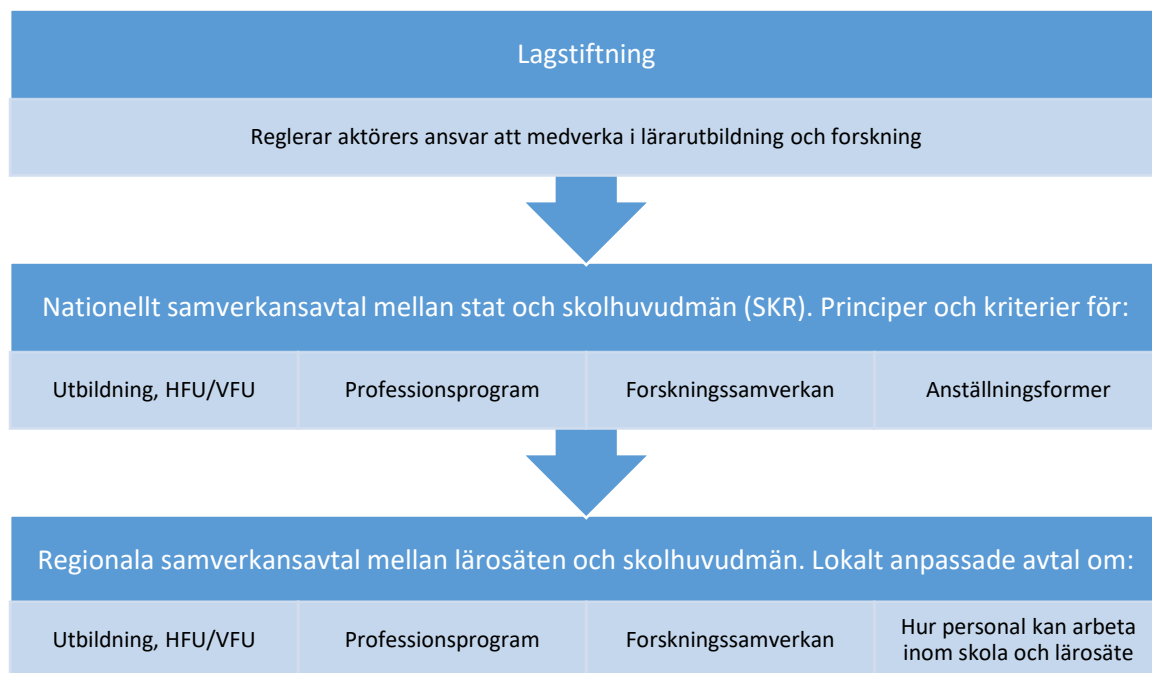 Lagstiftning
Reglerar aktörers ansvar att medverka i lärarutbildning och forskning
Nationellt samverkansavtal mellan stat och skolhuvudmän (SKR). Principer och kriterier för:
Utbildning, HFU/VFU
Professionsprogram
Forskningssamverkan
Anställningsformer
Regionala samverkansavtal mellan lärosäten och skolhuvudmän. Lokalt anpassade avtal om:
Utbildning, HFU/VFU
Professionsprogram
Forskningssamverkan
Hur personal kan arbeta
inom skola och lärosäte